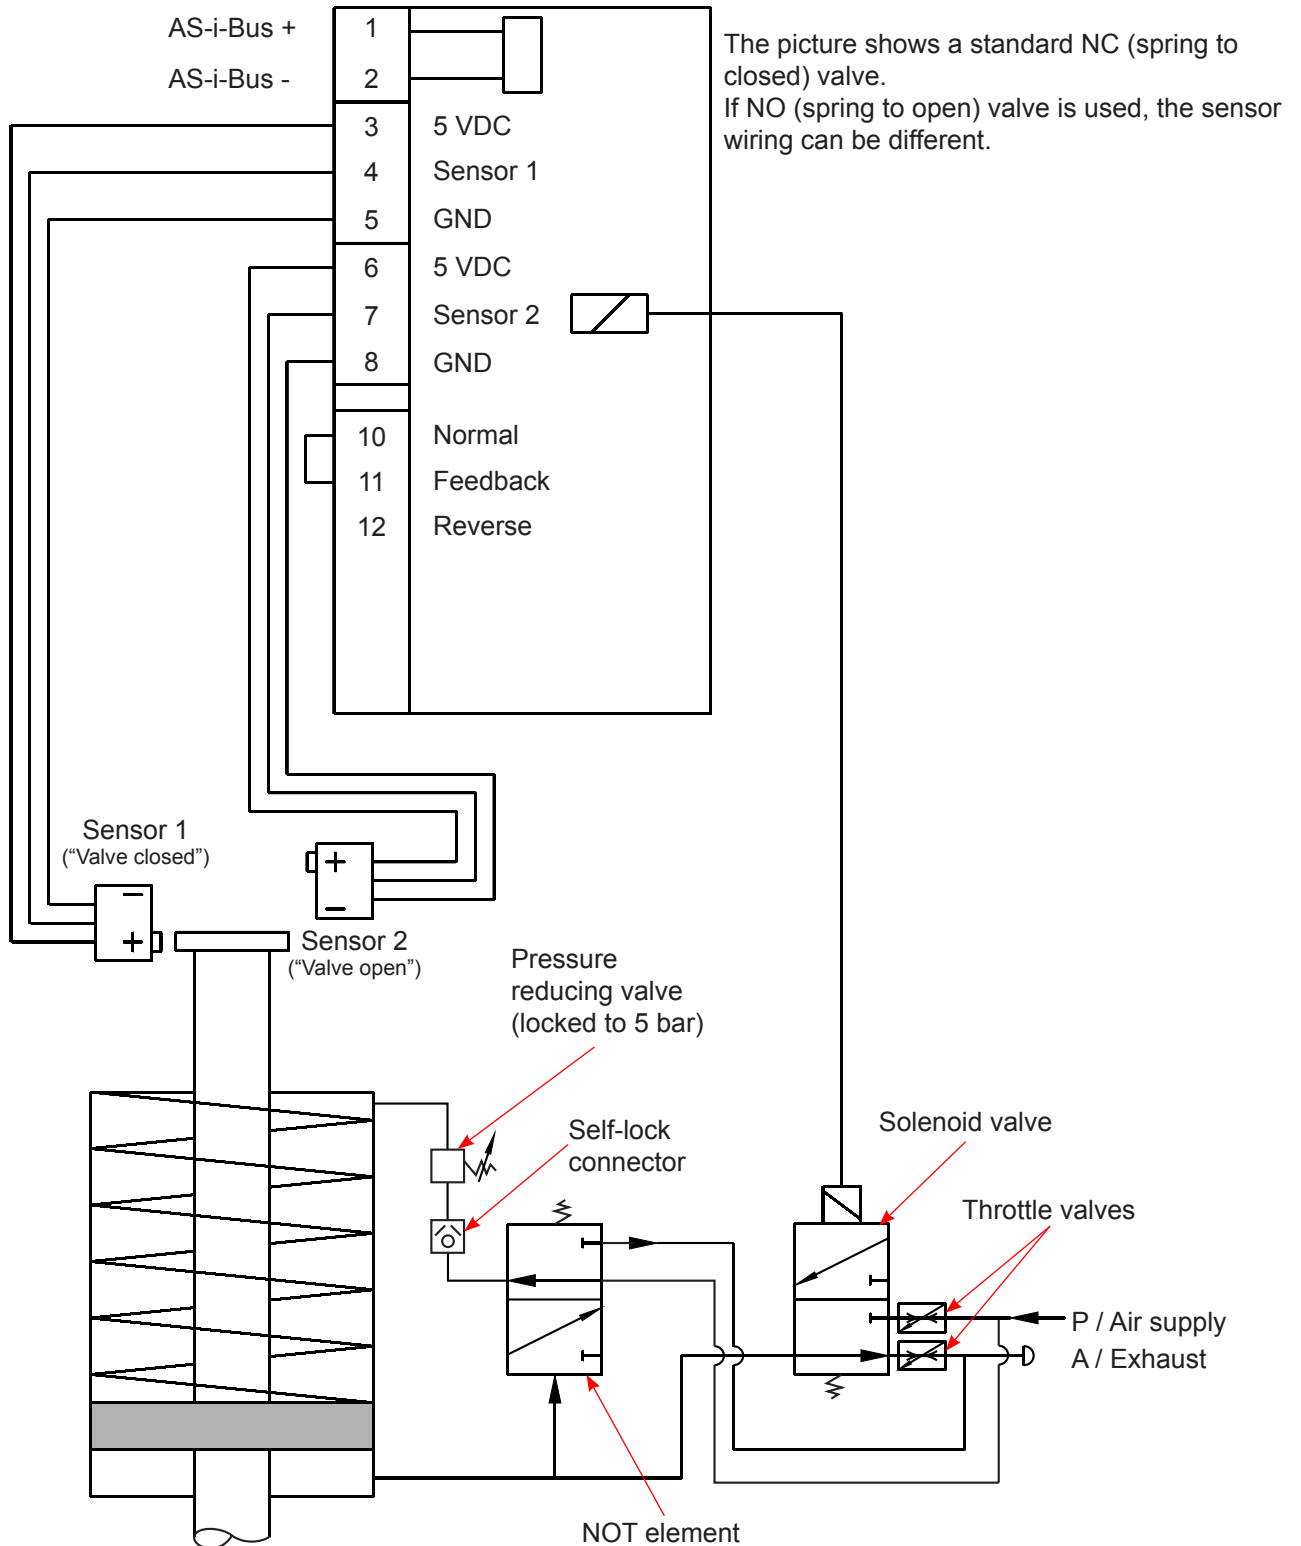 AS-i-Bus + 1
AS-i-Bus - 2
The picture shows a standard NC (spring to
closed) valve.
If NO (spring to open) valve is used, the sensor
wiring can be different.
3 5 VDC
4 Sensor 1
5 GND
6 5 VDC
7 Sensor 2
8 GND
10 Normal
11 Feedback
12 Reverse
Sensor 1
(“Valve closed”)
− +
+ −
Sensor 2
(“Valve open”)
Pressure
reducing valve
(locked to 5 bar)
Self-lock
connector
Solenoid valve
Throttle valves
P / Air supply
A / Exhaust
NOT element